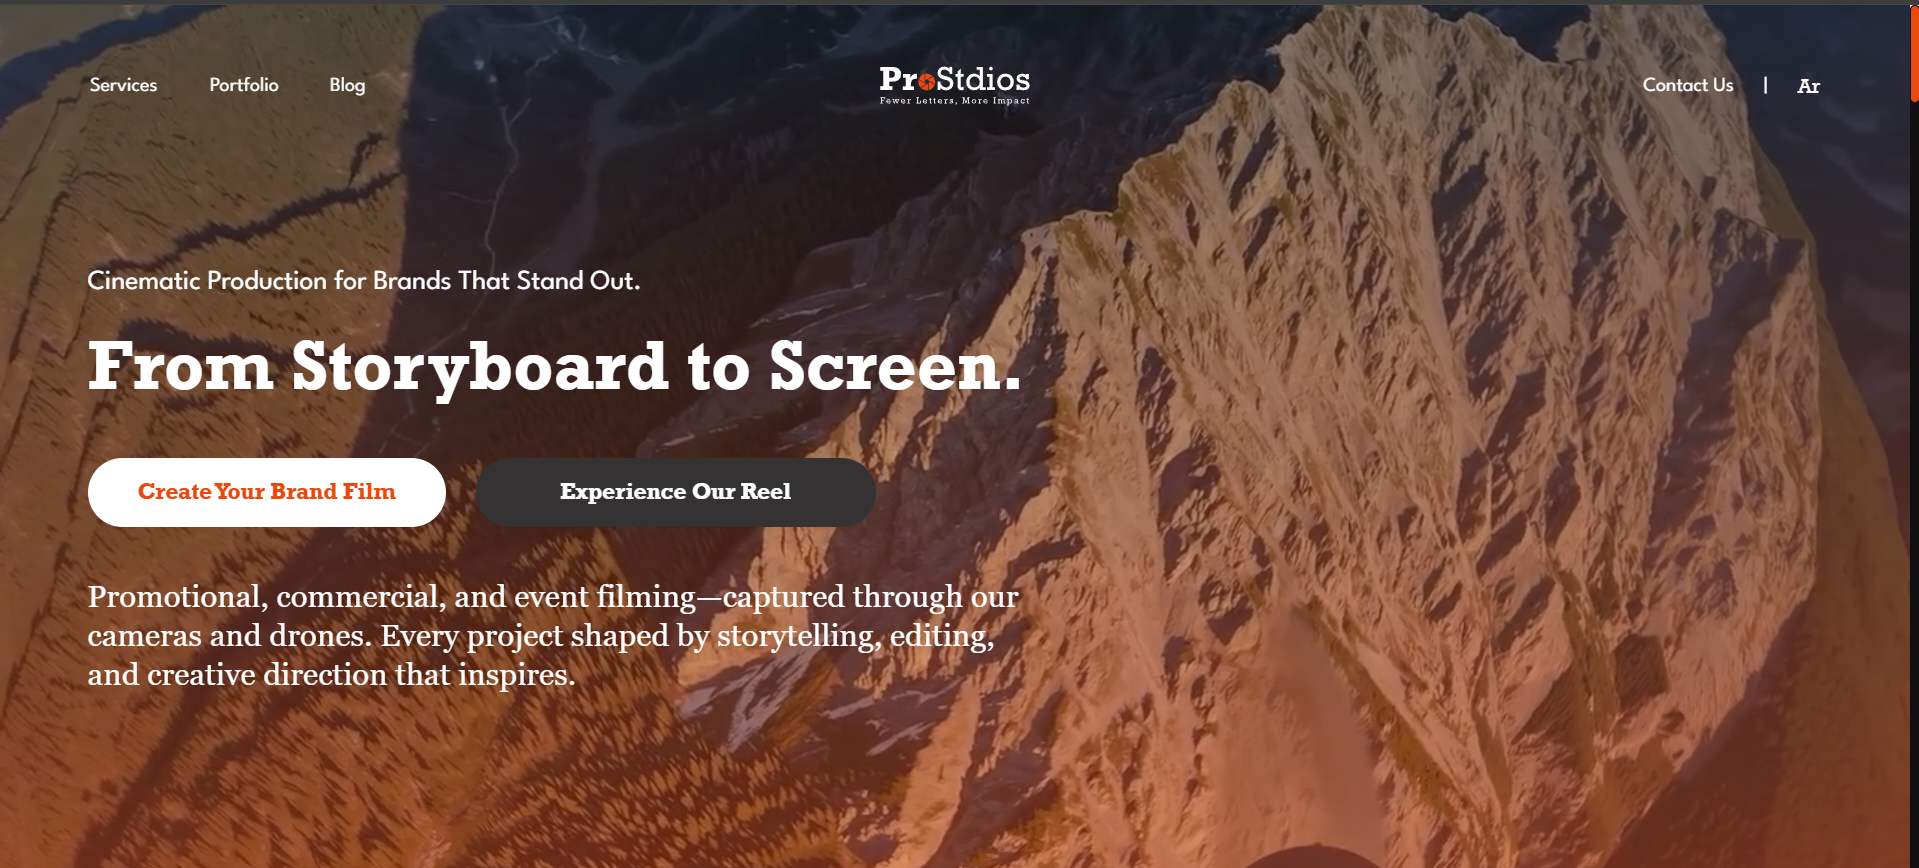 Services Portfolio Blog
ProStdios
Fewer Letters, More Impact
Contact Us | Ar
Cinematic Production for Brands That Stand Out.
From Storyboard to Screen.
Create Your Brand Film
Experience Our Reel
Promotional, commercial, and event filming—captured through our
cameras and drones. Every project shaped by storytelling, editing,
and creative direction that inspires.